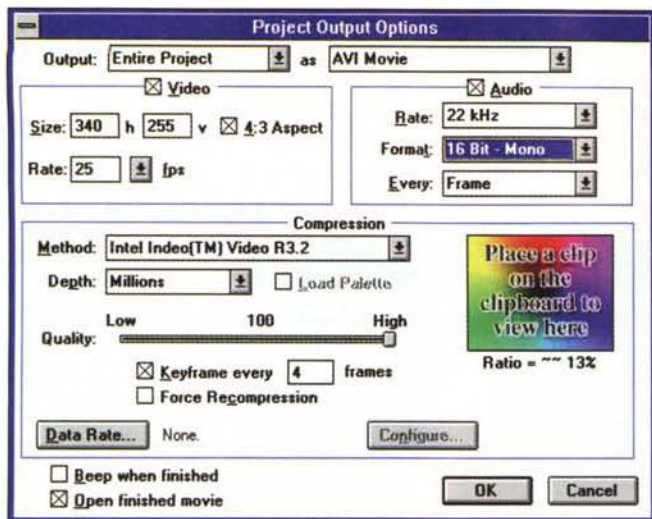 Project Output Options
Output: Entire Project as AVI Movie
Video
Size: 340 h 255 v 4:3 Aspect
Rate: 25 fps
Audio
Rate: 22 kHz
Format: 16 Bit - Mono
Every: Frame
Compression
Method: Intel Indeo(TM) Video R3.2
Depth: Millions Load Palette
Low 100 High
Quality:
Keyframe every 4 frames
Force Recompression
Place a clip
on the
clipboard to
view here
Ratio = ~~ 13%
Data Rate... None. Configure...
Beep when finished
Open finished movie
OK Cancel